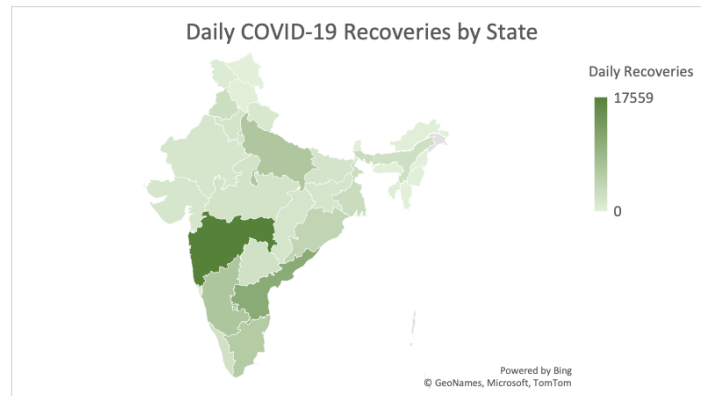 Daily COVID-19 Recoveries by State
Daily Recoveries
17559
0
Powered by Bing
© GeoNames, Microsoft, TomTom